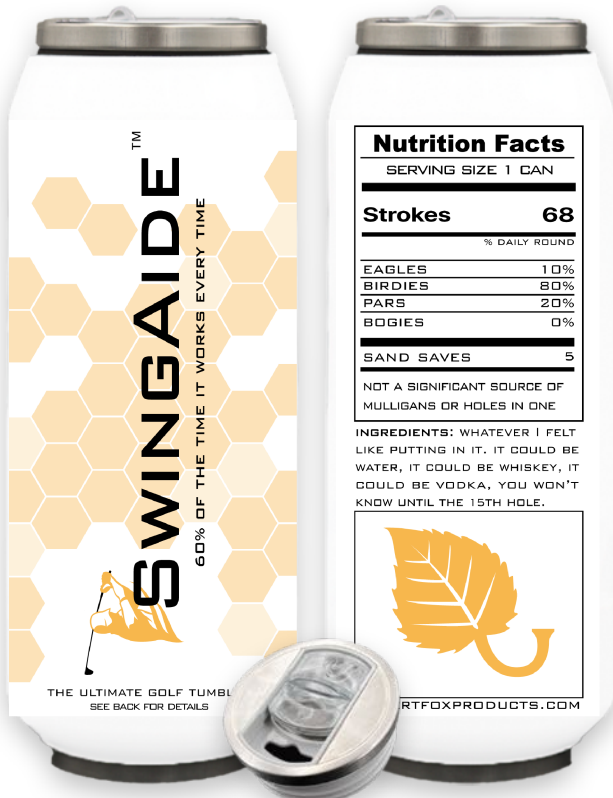 SWINGAIDE™
60% OF THE TIME IT WORKS EVERY TIME
THE ULTIMATE GOLF
SEE BACK FOR DETAILS
Nutrition Facts
SERVING SIZE 1 CAN
Strokes 68
% DAILY ROUND
EAGLES 10%
BIRDIES 80%
PARS 20%
BOGIES 0%
SAND SAVES 5
NOT A SIGNIFICANT SOURCE OF
MULLIGANS OR HOLES IN ONE
INGREDIENTS: WHATEVER I FELT
LIKE PUTTING IN IT. IT COULD BE
WATER, IT COULD BE WHISKEY, IT
COULD BE VODKA, YOU WON'T
KNOW UNTIL THE 15TH HOLE.
RTFOXPRODUCTS.COM